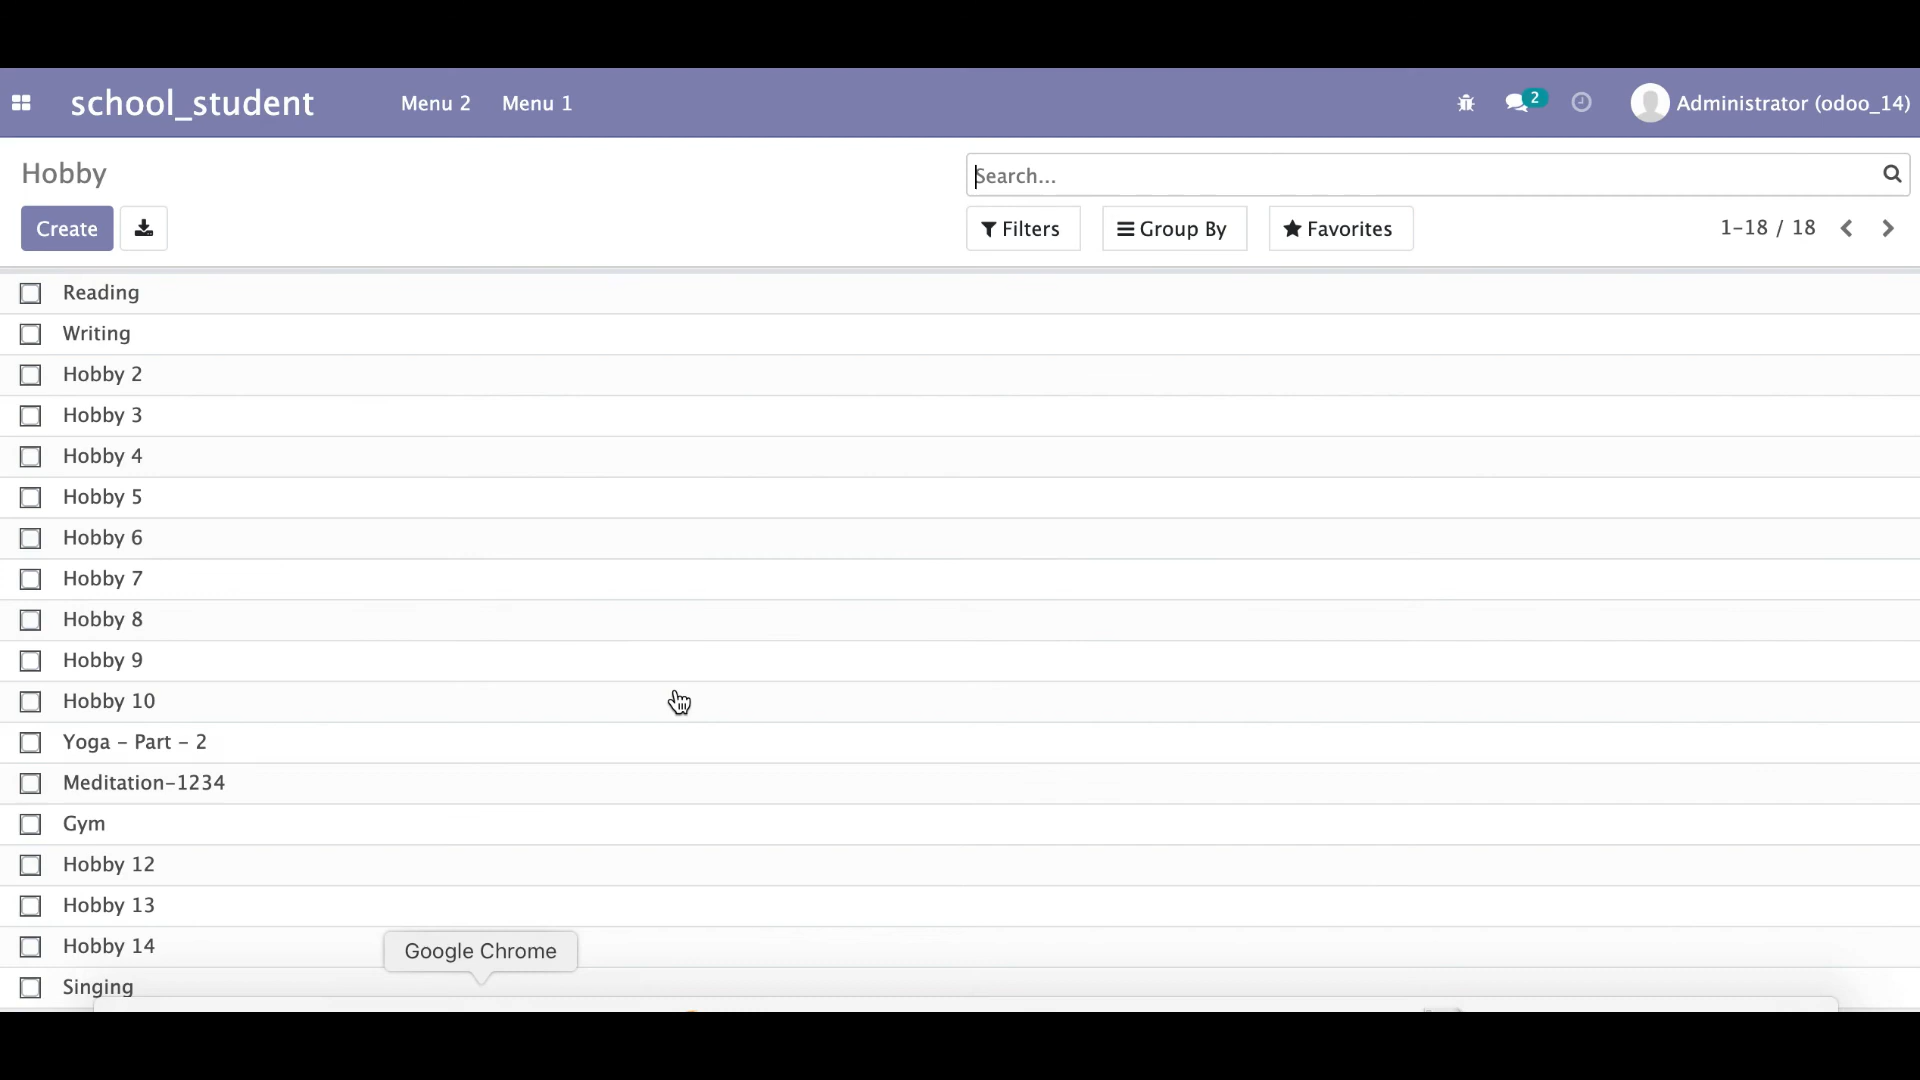 school_student Menu 2 Menu 1 2 Administrator (odoo_14)
Hobby Search...
Create Filters Group By Favorites 1-18 / 18
Reading
Writing
Hobby 2
Hobby 3
Hobby 4
Hobby 5
Hobby 6
Hobby 7
Hobby 8
Hobby 9
Hobby 10
Yoga - Part - 2
Meditation-1234
Gym
Hobby 12
Hobby 13
Hobby 14
Google Chrome
Singing